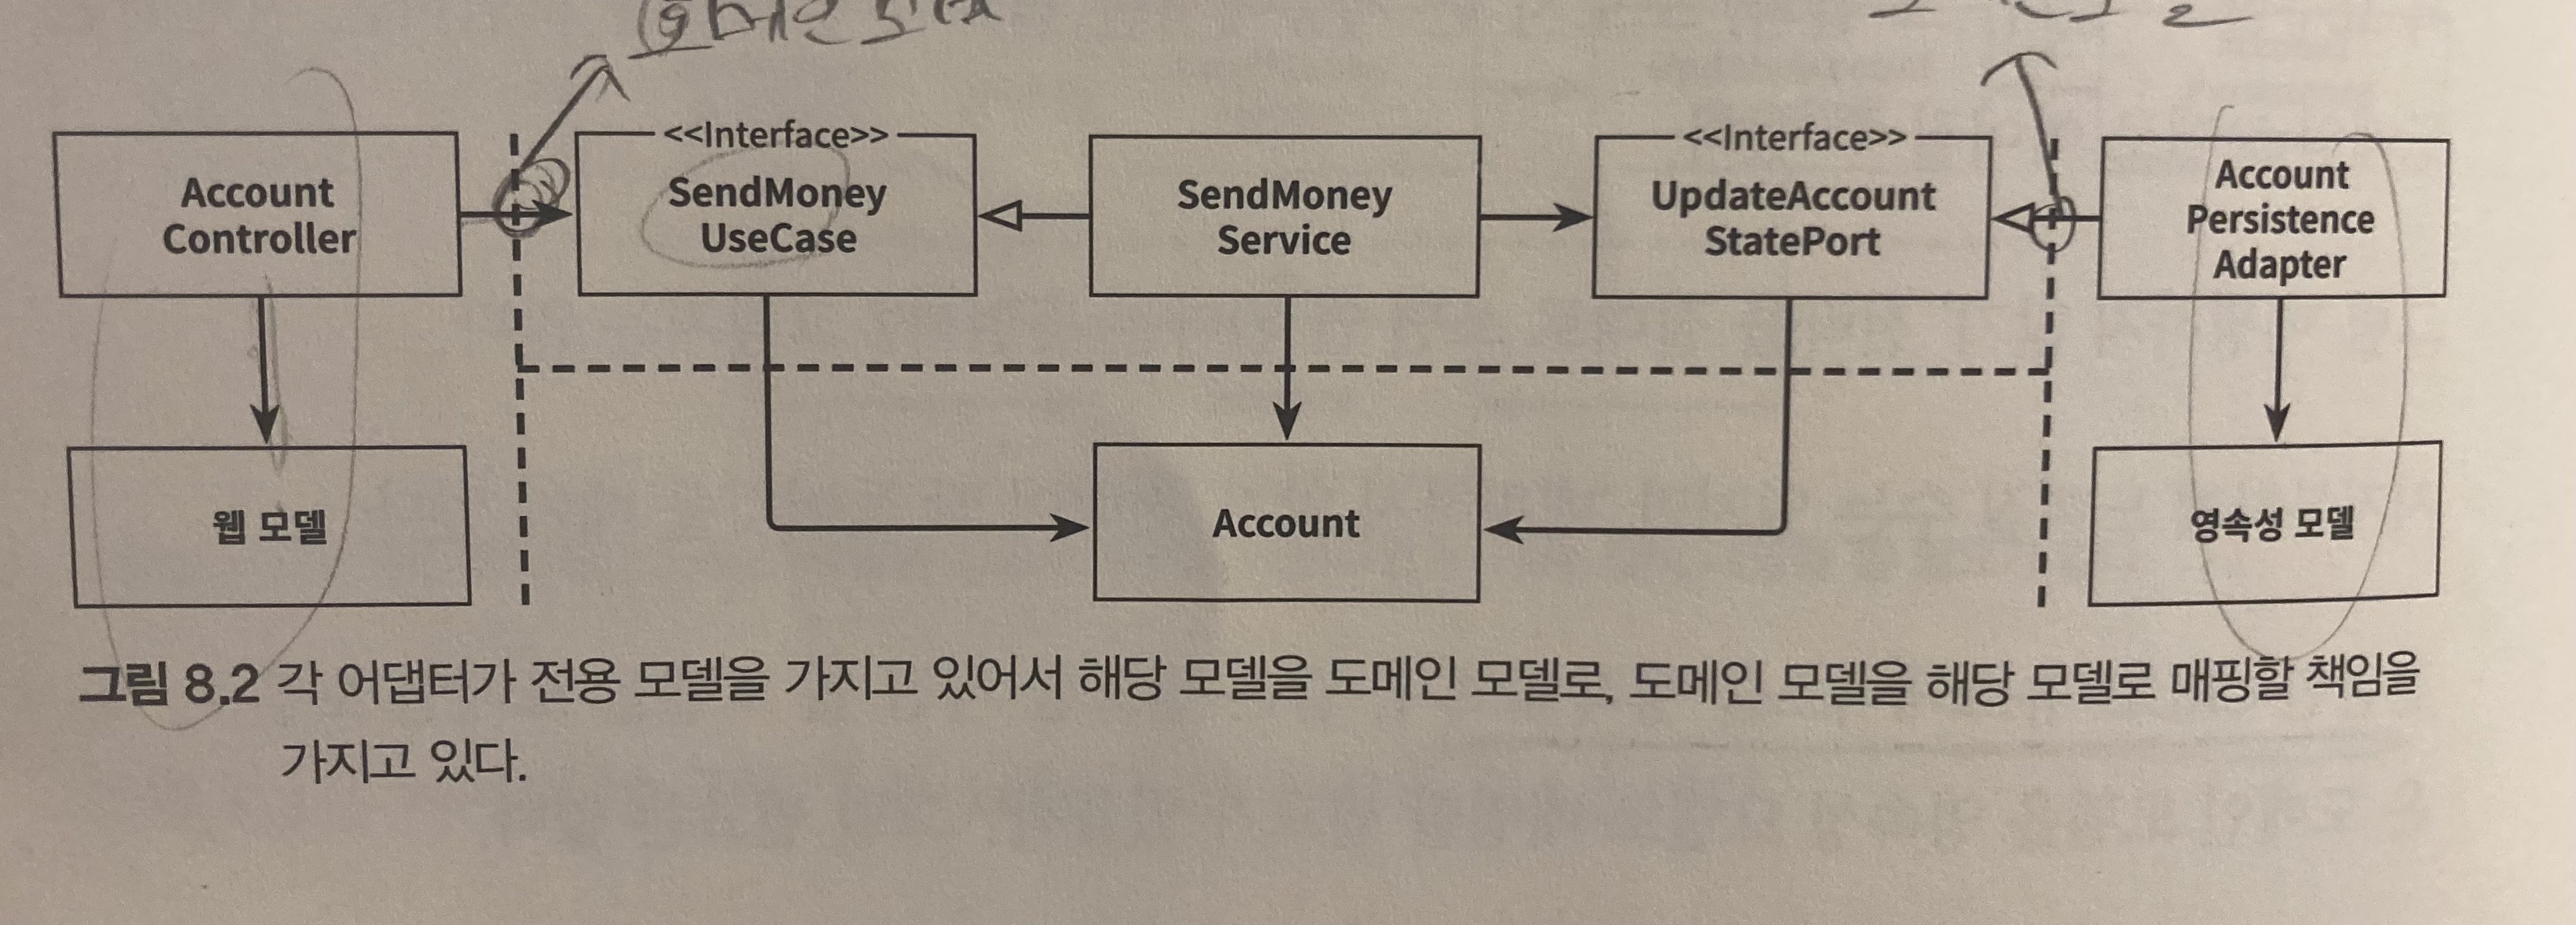 <<Interface>>
<<Interface>>
Account
Controller
SendMoney
UseCase
SendMoney
Service
UpdateAccount
StatePort
Account
Persistence
Adapter
웹 모델
Account
영속성 모델
그림 8.2 각 어댑터가 전용 모델을 가지고 있어서 해당 모델을 도메인 모델로, 도메인 모델을 해당 모델로 매핑할 책임을
가지고 있다.